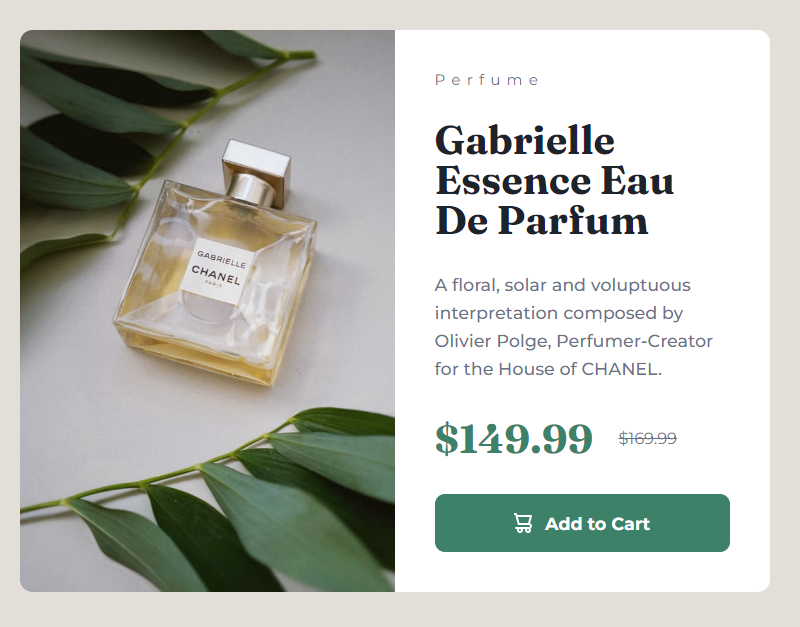 GABRIELLE
CHANEL
PARIS
Perfume
Gabrielle
Essence Eau
De Parfum
A floral, solar and voluptuous
interpretation composed by
Olivier Polge, Perfumer-Creator
for the House of CHANEL.
$149.99 $169.99
Add to Cart